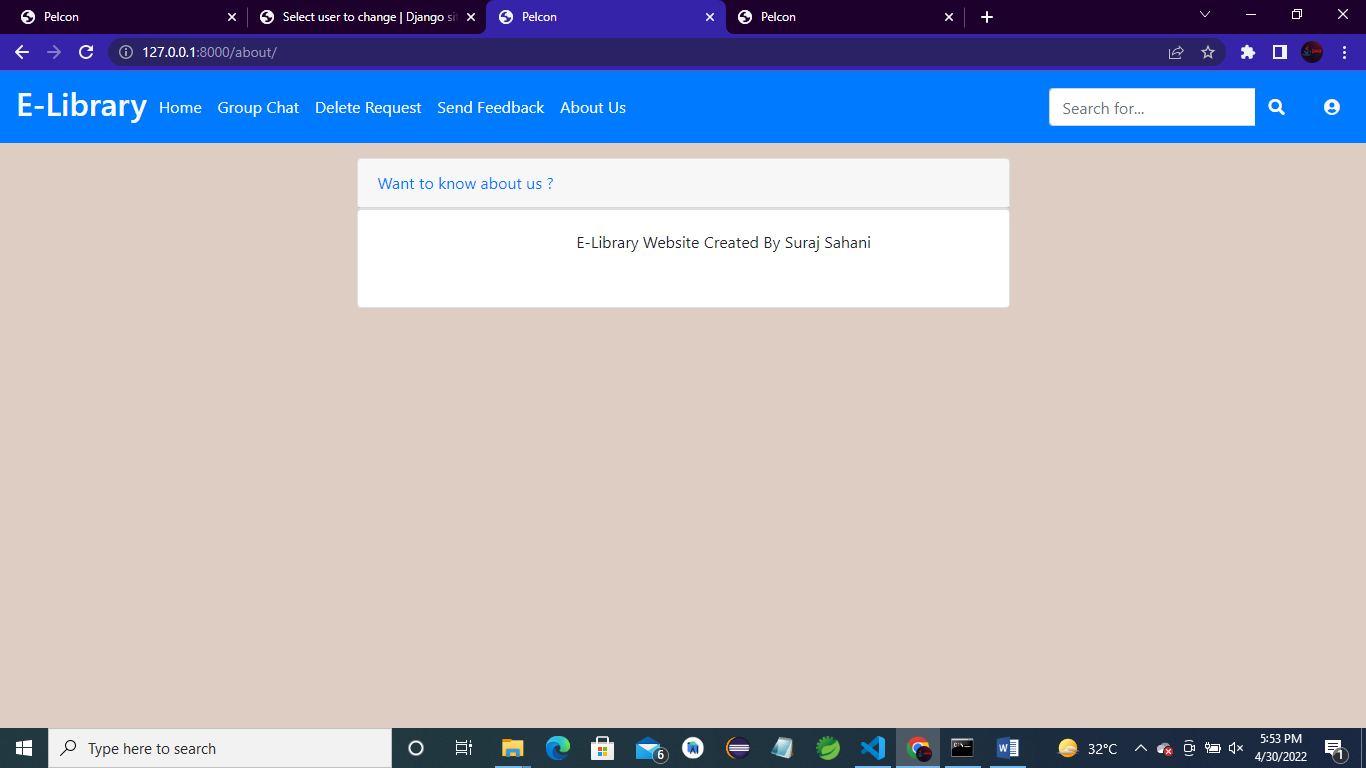 Pelcon
Select user to change | Django si
Pelcon
Pelcon
127.0.0.1:8000/about/
E-Library Home Group Chat Delete Request Send Feedback About Us Search for...
Want to know about us ?
E-Library Website Created By Suraj Sahani
Type here to search
6
32°C
5:53 PM
4/30/2022
1